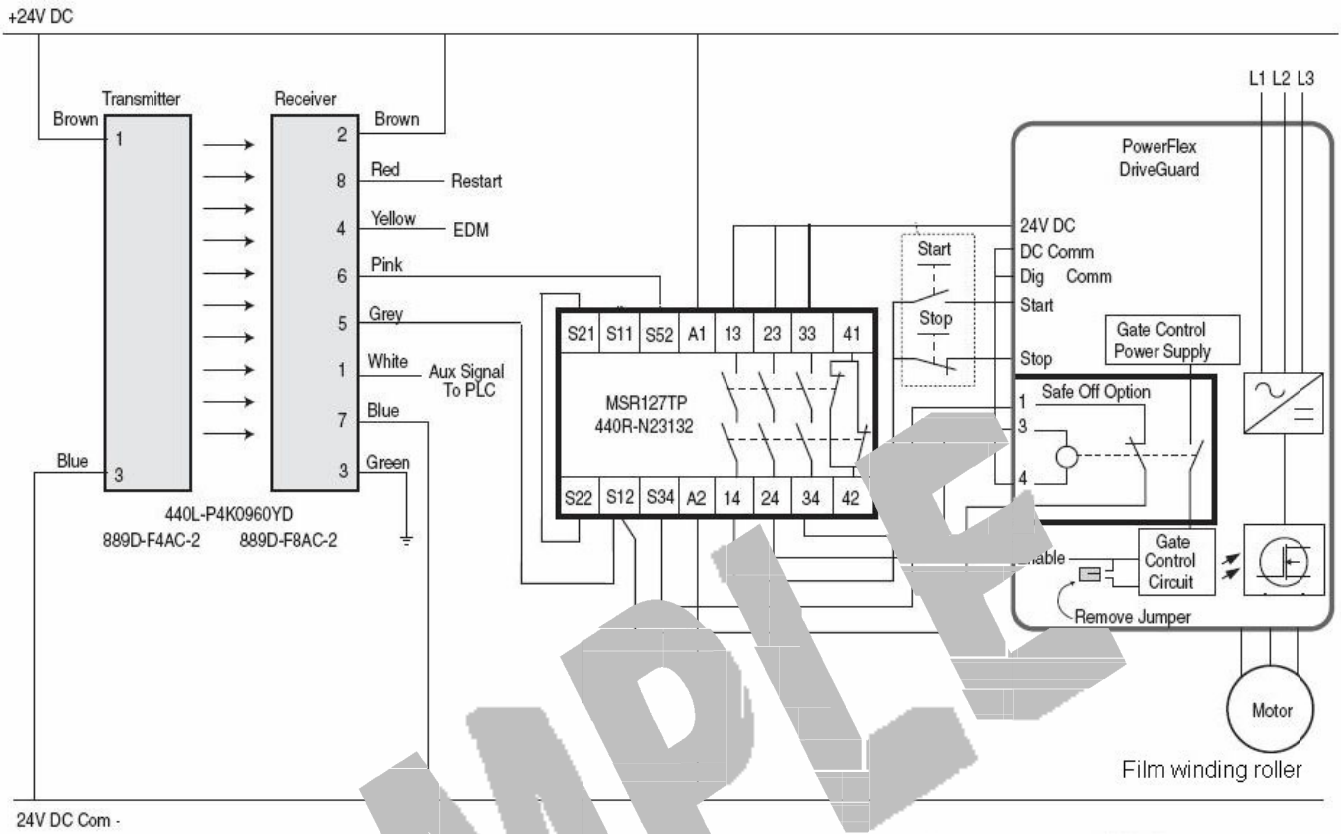 +24V DC
Transmitter
Receiver
Brown
1
2
Brown
8
Red
Restart
4
Yellow
EDM
6
Pink
5
Grey
1
White
Aux Signal
To PLC
7
Blue
3
Green
Blue
3
440L-P4K0960YD
889D-F4AC-2
889D-F8AC-2
S21 S11 S52 A1 13 23 33 41
MSR127TP
440R-N23132
S22 S12 S34 A2 14 24 34 42
Start
Stop
L1 L2 L3
PowerFlex
DriveGuard
24V DC
DC Comm
Dig Comm
Start
Stop
Gate Control
Power Supply
Safe Off Option
1
3
4
Gate
Control
Circuit
Remove Jumper
Motor
Film winding roller
24V DC Com -
MPLE